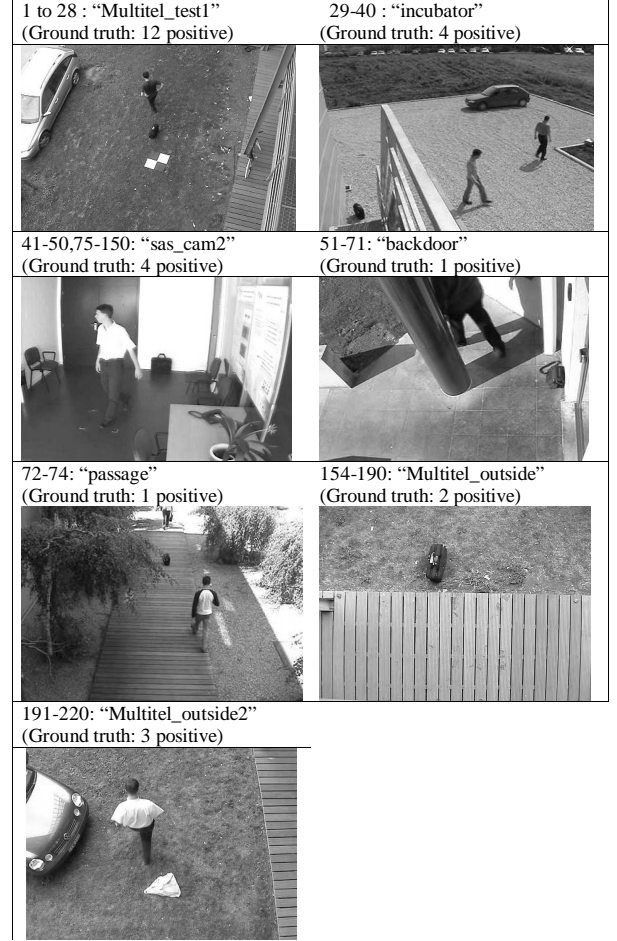 1 to 28 : “Multitel_test1”
(Ground truth: 12 positive)
29-40 : “incubator”
(Ground truth: 4 positive)
41-50,75-150: “sas_cam2”
(Ground truth: 4 positive)
51-71: “backdoor”
(Ground truth: 1 positive)
72-74: “passage”
(Ground truth: 1 positive)
154-190: “Multitel_outside”
(Ground truth: 2 positive)
191-220: “Multitel_outside2”
(Ground truth: 3 positive)